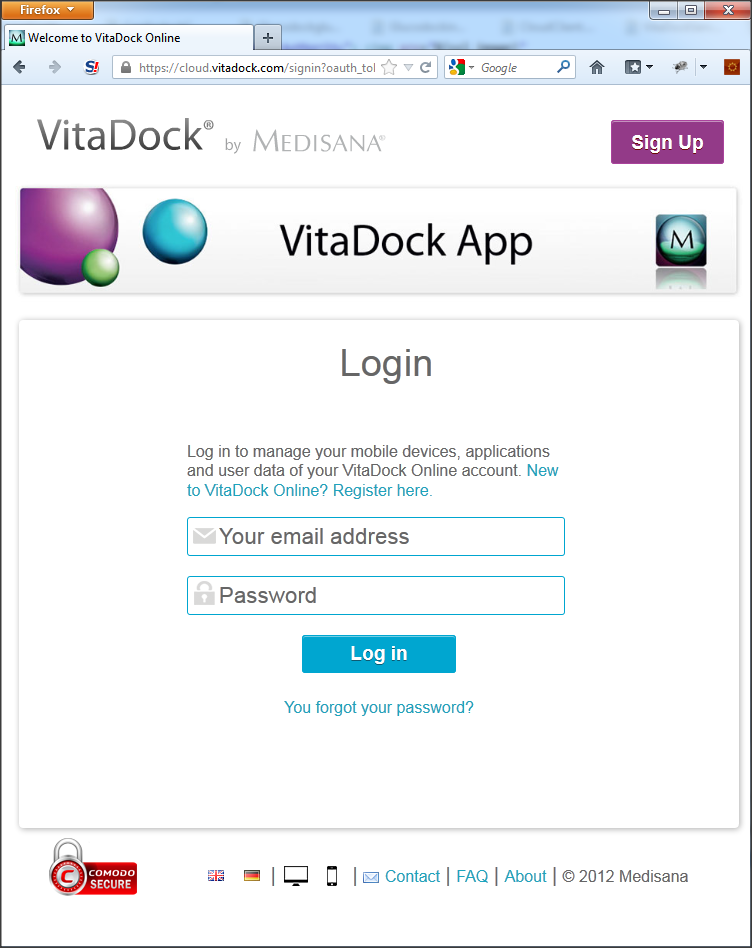 Firefox
Welcome to VitaDock Online
https://cloud.vitadock.com/signin?oauth_tol
Google
VitaDock® by MEDISANA®
Sign Up
VitaDock App
M
Login
Log in to manage your mobile devices, applications
and user data of your VitaDock Online account. New
to VitaDock Online? Register here.
Your email address
Password
Log in
You forgot your password?
C COMODO
SECURE
| | Contact | FAQ | About | © 2012 Medisana